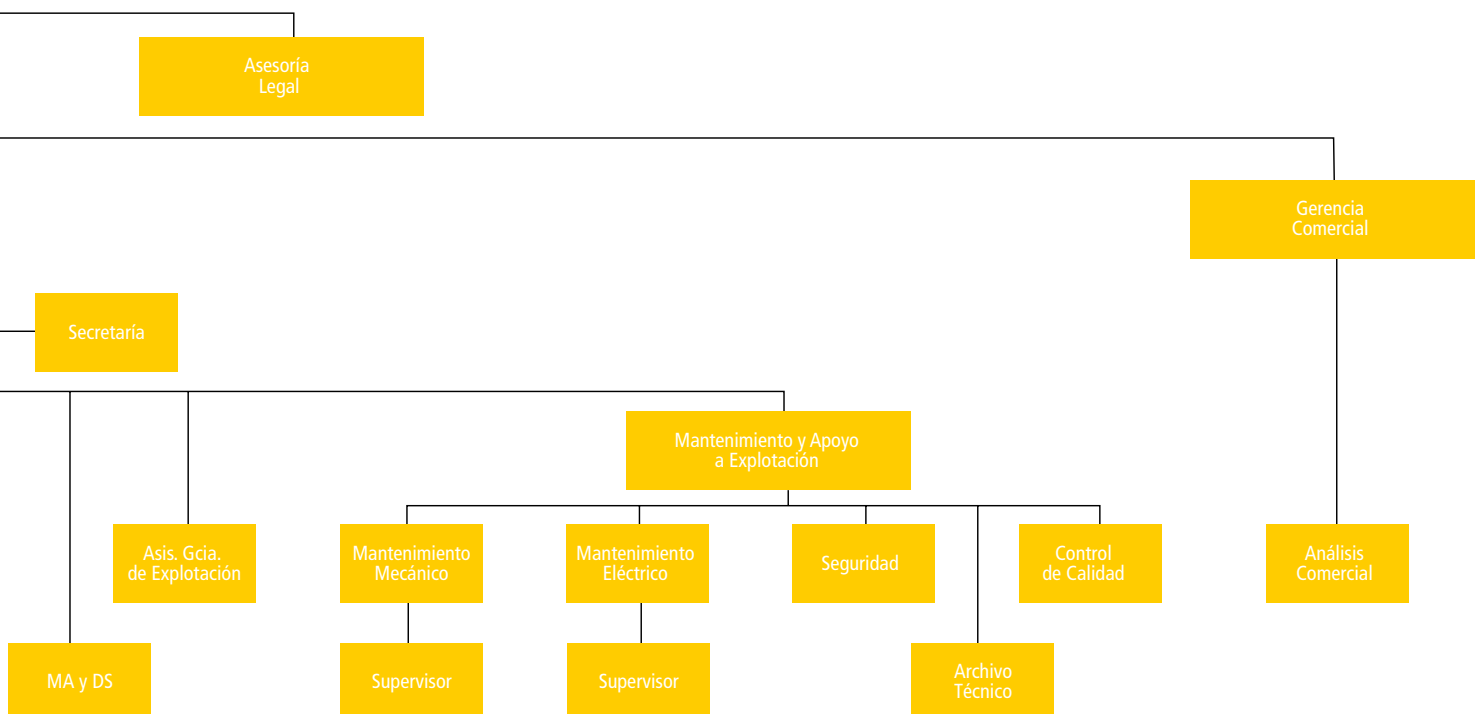 Asesoría
Legal
Gerencia
Comercial
Secretaría
Mantenimiento y Apoyo
a Explotación
Asis. Gcia.
de Explotación
Mantenimiento
Mecánico
Mantenimiento
Eléctrico
Seguridad
Control
de Calidad
Análisis
Comercial
MA y DS
Supervisor
Supervisor
Archivo
Técnico